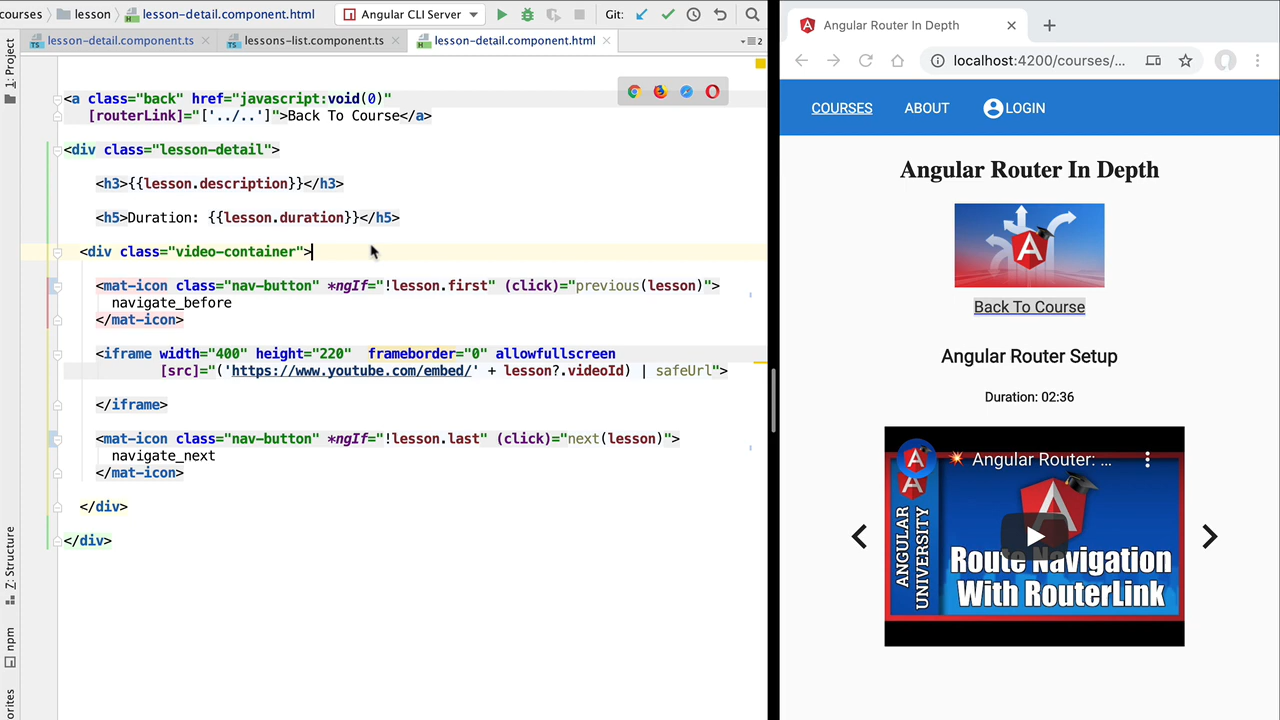 courses
lesson
lesson-detail.component.html
Angular CLI Server
Git:
lesson-detail.component.ts
lessons-list.component.ts
lesson-detail.component.html
2
1: Project
Z: Structure
npm
orites
<a class="back" href="javascript:void(0)"
[routerLink]="['../..']">Back To Course</a>
<div class="lesson-detail">
<h3>{{lesson.description}}</h3>
<h5>Duration: {{lesson.duration}}</h5>
<div class="video-container">
<mat-icon class="nav-button" *ngIf="!lesson.first" (click)="previous(lesson)">
navigate_before
</mat-icon>
<iframe width="400" height="220"  frameborder="0" allowfullscreen
[src]="('https://www.youtube.com/embed/' + lesson?.videoId) | safeUrl">
</iframe>
<mat-icon class="nav-button" *ngIf="!lesson.last" (click)="next(lesson)">
navigate_next
</mat-icon>
</div>
</div>
Angular Router In Depth
localhost:4200/courses/...
COURSES
ABOUT
LOGIN
Angular Router In Depth
Back To Course
Angular Router Setup
Duration: 02:36
Angular Router: ...
ANGULAR
UNIVERSITY
Route Navigation
With RouterLink